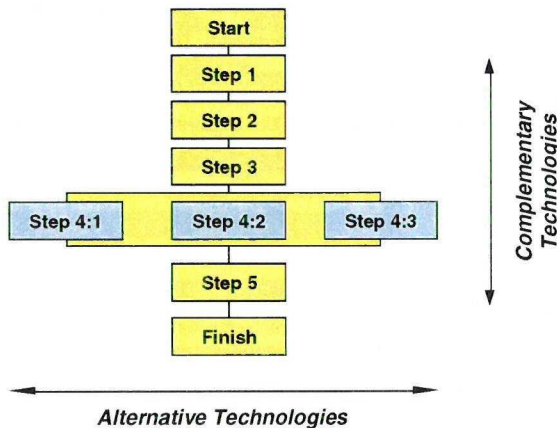 Start
Step 1
Step 2
Step 3
Step 4:1 Step 4:2 Step 4:3
Step 5
Finish
Complementary
Technologies
Alternative Technologies